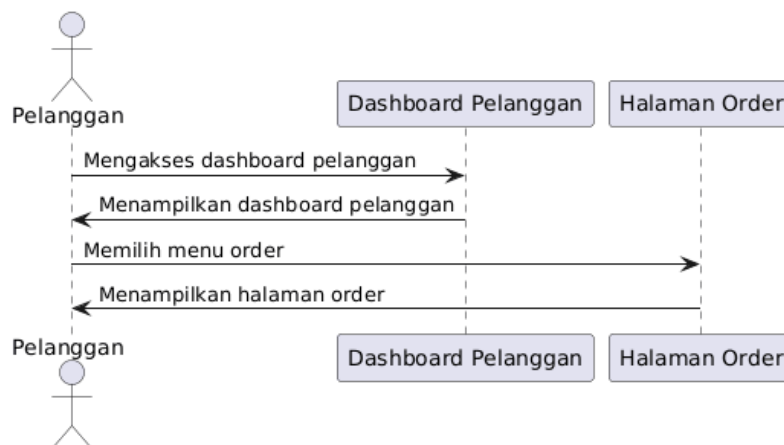 Pelanggan
Dashboard Pelanggan
Halaman Order
Mengakses dashboard pelanggan
Menampilkan dashboard pelanggan
Memilih menu order
Menampilkan halaman order
Pelanggan
Dashboard Pelanggan
Halaman Order